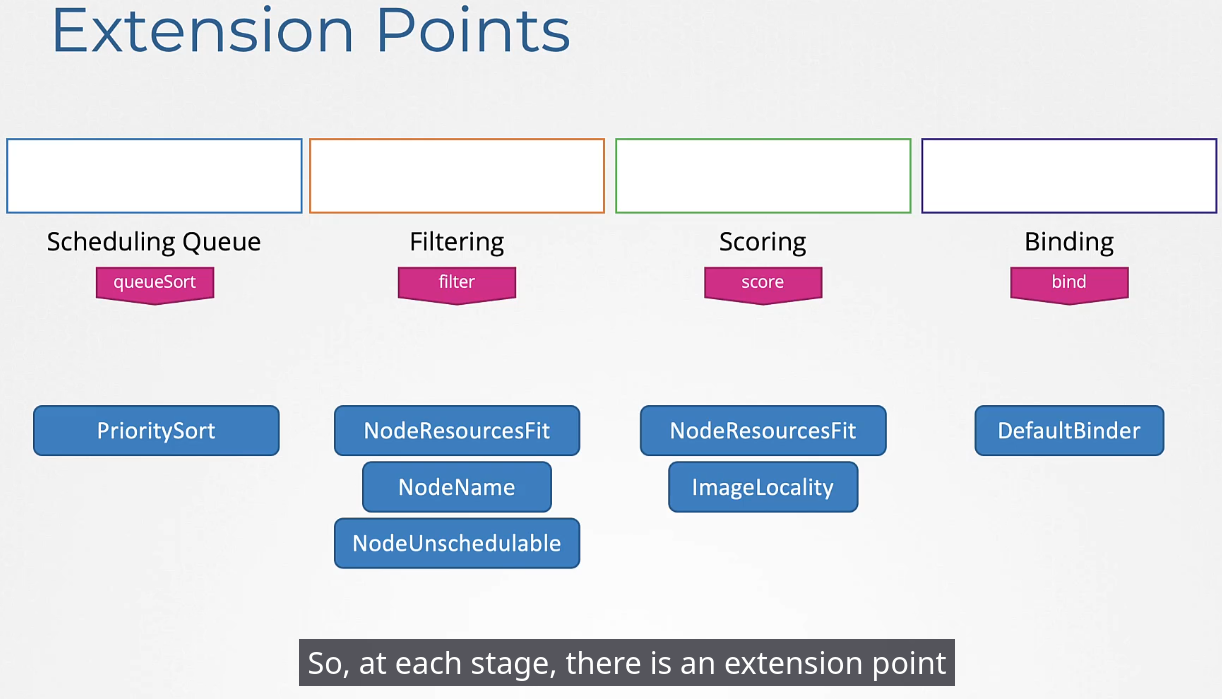 Extension Points
Scheduling Queue
Filtering
Scoring
Binding
queueSort
filter
score
bind
PrioritySort
NodeResourcesFit
NodeResourcesFit
DefaultBinder
NodeName
ImageLocality
NodeUnschedulable
So, at each stage, there is an extension point